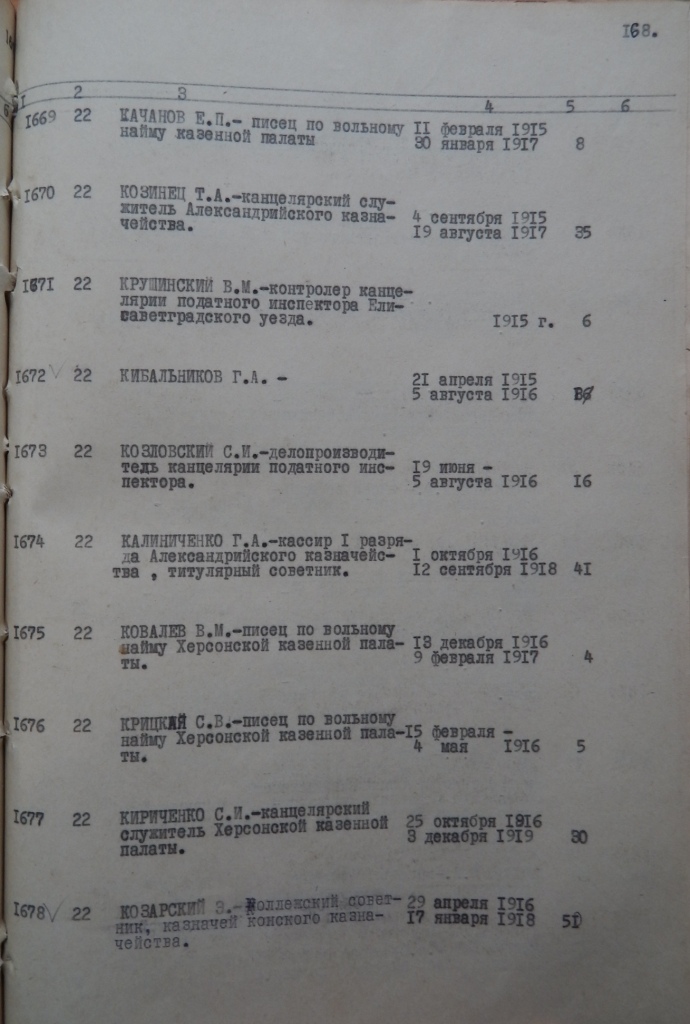 168.
1 2 3 4 5 6
1669 22 КАЧАНОВ Е.П.- писец по вольному 11 февраля 1915
найму казенной палаты 30 января 1917 8
1670 22 КОЗИНЕЦ Т.А.-канцелярский слу-
житель Александрийского казна- 4 сентября 1915
чейства. 19 августа 1917 35
1671 22 КРУШИНСКИЙ В.М.-контролер канце-
лярии податного инспектора Ели-
саветградского уезда. 1915 г. 6
1672 22 КИБАЛЬНИКОВ Г.А. - 21 апреля 1915
5 августа 1916
1673 22 КОЗЛОВСКИЙ С.И.-делопроизводи-
тель канцелярии податного инс- 19 июня -
пектора. 5 августа 1916 16
1674 22 КАЛИНИЧЕНКО Г.А.-кассир I разря-
да Александрийского казначейс- 1 октября 1916
тва , титулярный советник. 12 сентября 1918 41
1675 22 КОВАЛЕВ В.М.-писец по вольному
найму Херсонской казенной пала- 13 декабря 1916
ты. 9 февраля 1917 4
1676 22 КРИЦКИЙ С.В.-писец по вольному
найму Херсонской казенной пала-15 февраля -
ты. 4 мая 1916 5
1677 22 КИРИЧЕНКО С.И.-канцелярский 25 октября 1916
служитель Херсонской казенной 3 декабря 1919 30
палаты.
1678 22 КОЗАРСКИЙ З.-коллежский совет- 29 апреля 1916
ник, казначей конского казна- 17 января 1918 51
чейства.